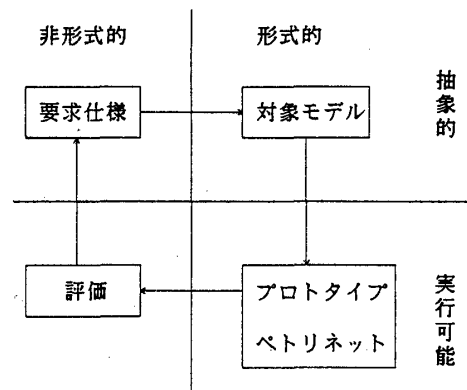 非形式的
形式的
要求仕様
対象モデル
抽象的
評価
プロトタイプ
ペトリネット
実行可能